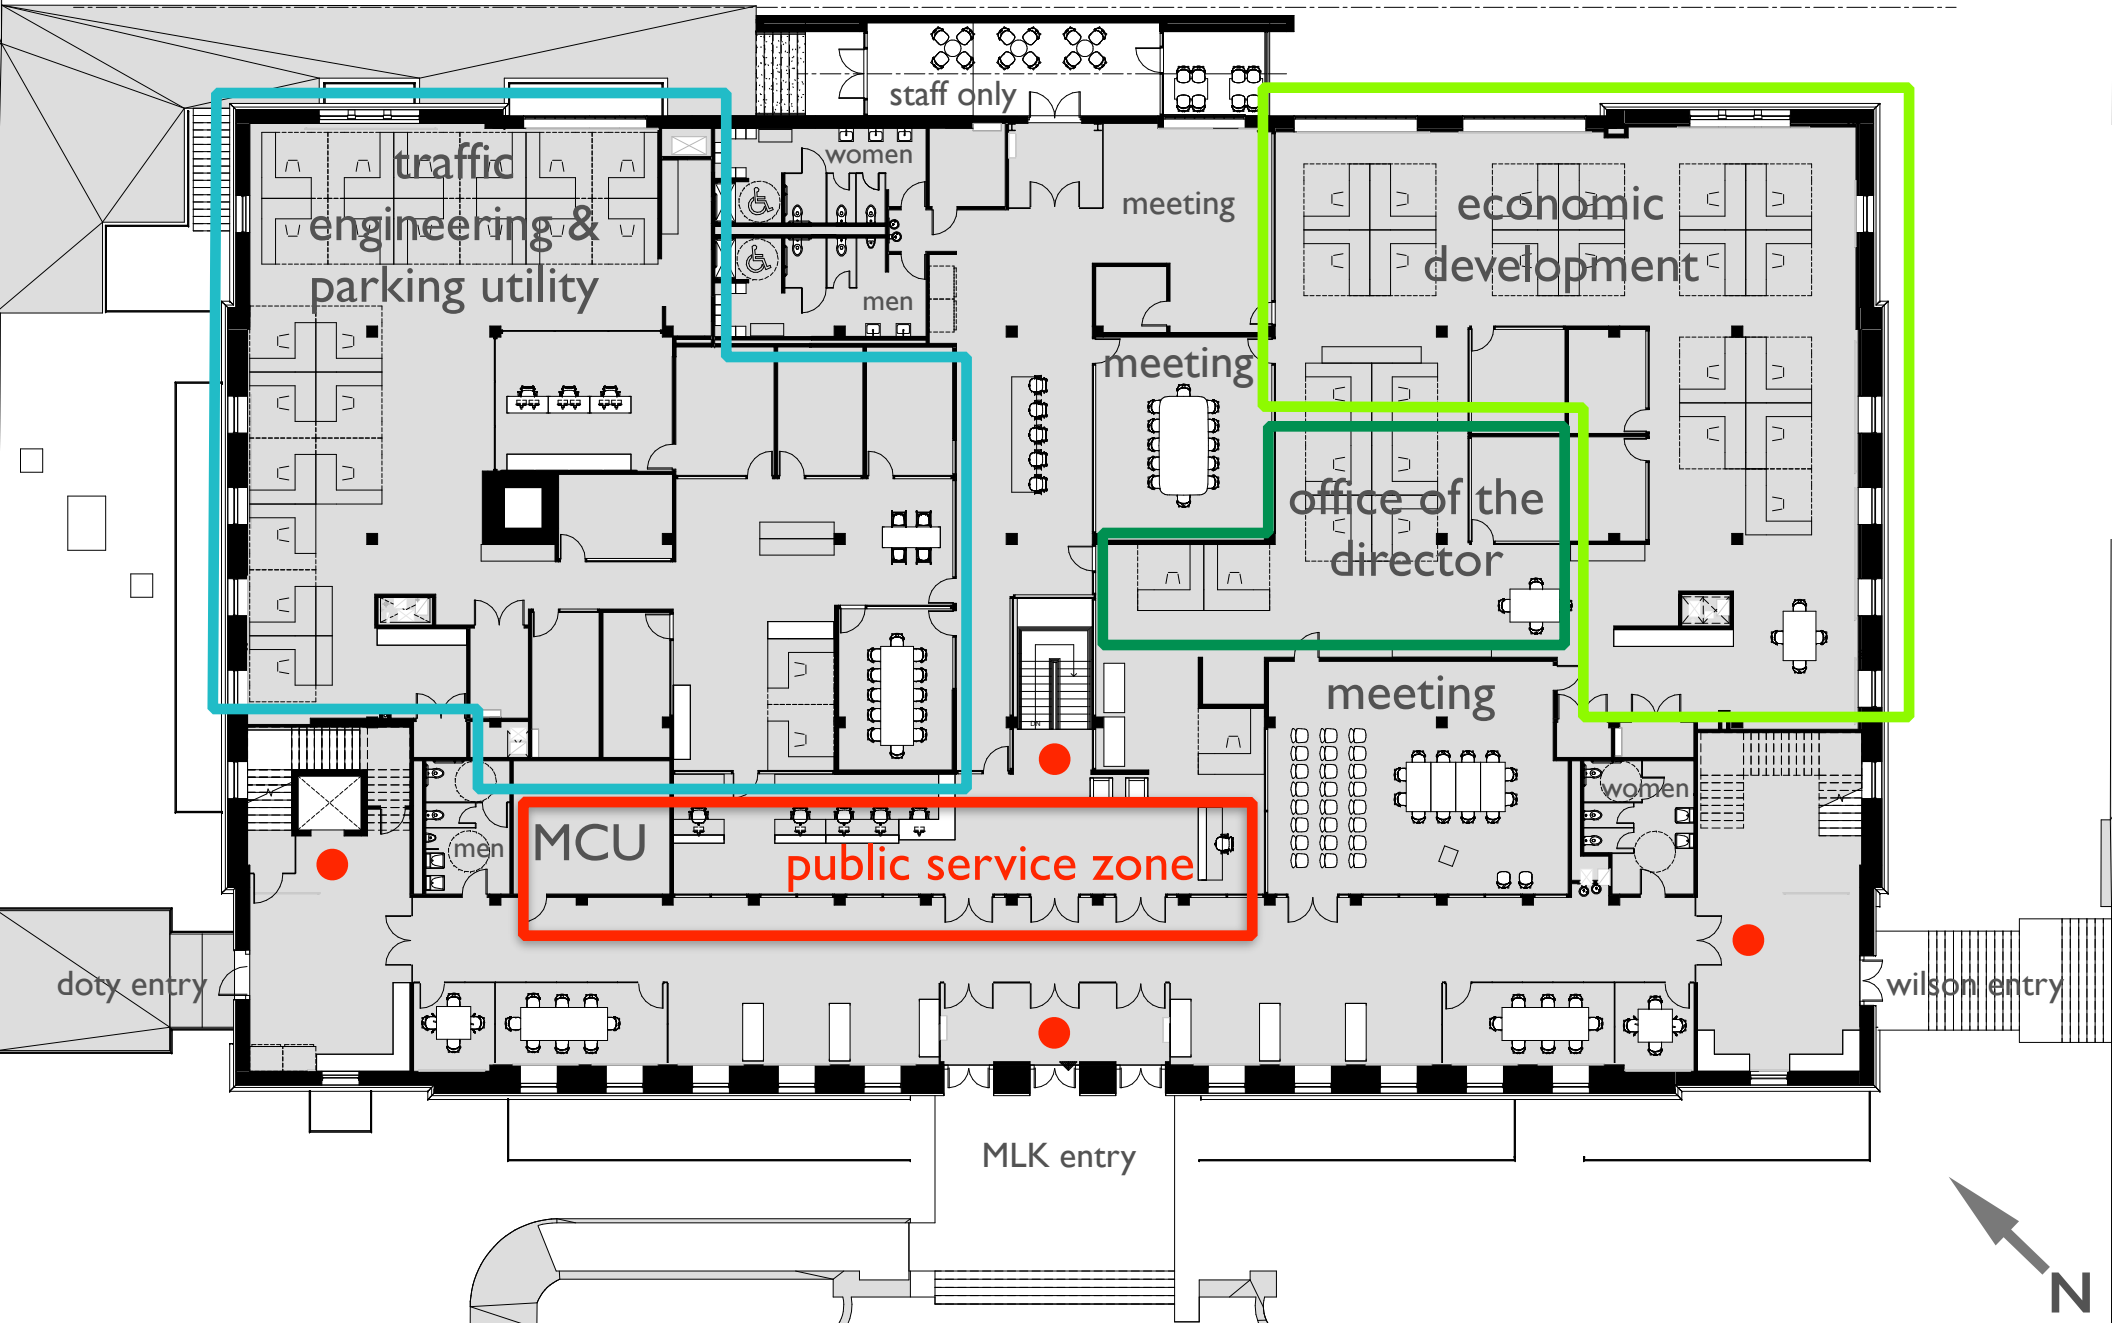 staff only
traffic
engineering &
parking utility
women
men
meeting
economic
development
meeting
office of the
director
meeting
DN
women
MCU
men
public service zone
doty entry
wilson entry
MLK entry
N